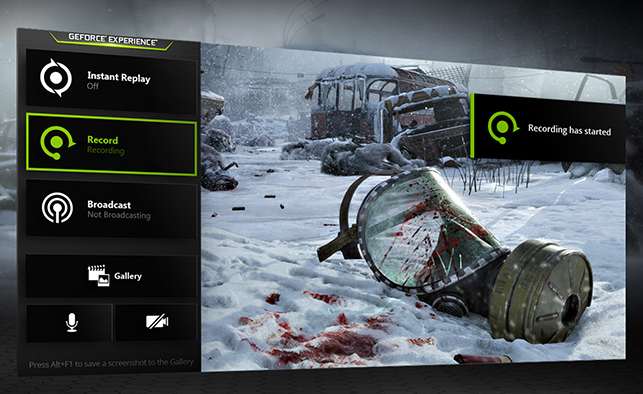 GEFORCE EXPERIENCE™
Instant Replay
Off
Record
Recording
Broadcast
Not Broadcasting
Gallery
Press Alt+F1 to save a screenshot to the Gallery
Recording has started